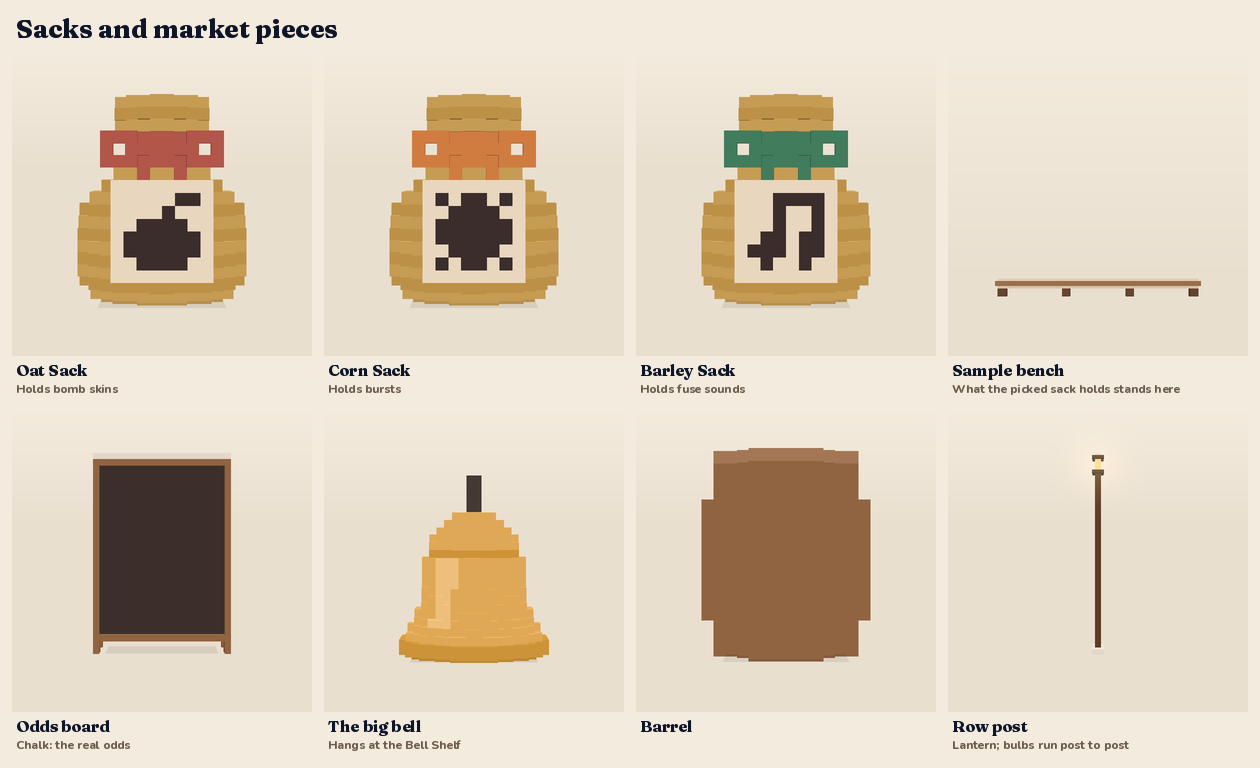 Sacks and market pieces
Oat Sack
Holds bomb skins
Corn Sack
Holds bursts
Barley Sack
Holds fuse sounds
Sample bench
What the picked sack holds stands here
Odds board
Chalk: the real odds
The big bell
Hangs at the Bell Shelf
Barrel
Row post
Lantern; bulbs run post to post